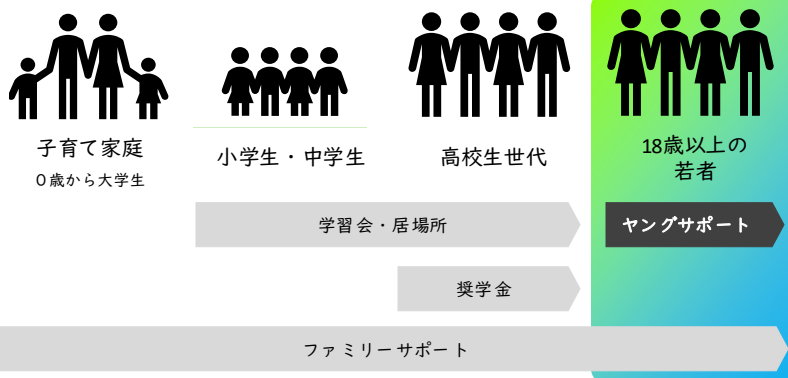 子育て家庭
0歳から大学生
小学生・中学生
高校生世代
18歳以上の
若者
学習会・居場所
ヤングサポート
奨学金
ファミリーサポート